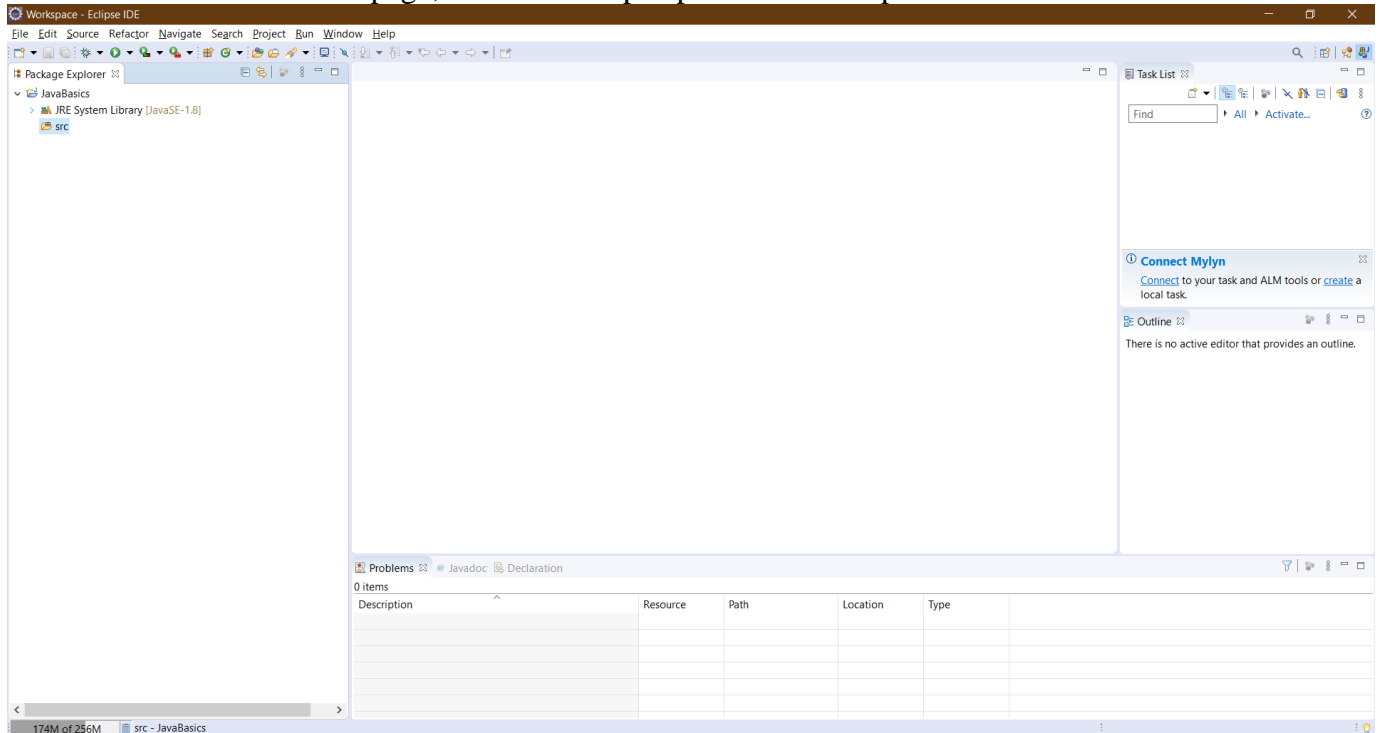 Workspace - Eclipse IDE
File Edit Source Refactor Navigate Search Project Run Window Help
Package Explorer
JavaBasics
JRE System Library [JavaSE-1.8]
src
Task List
Find All Activate...
Connect Mylyn
Connect to your task and ALM tools or create a
local task.
Outline
There is no active editor that provides an outline.
Problems Javadoc Declaration
0 items
Description Resource Path Location Type
174M of 256M src - JavaBasics